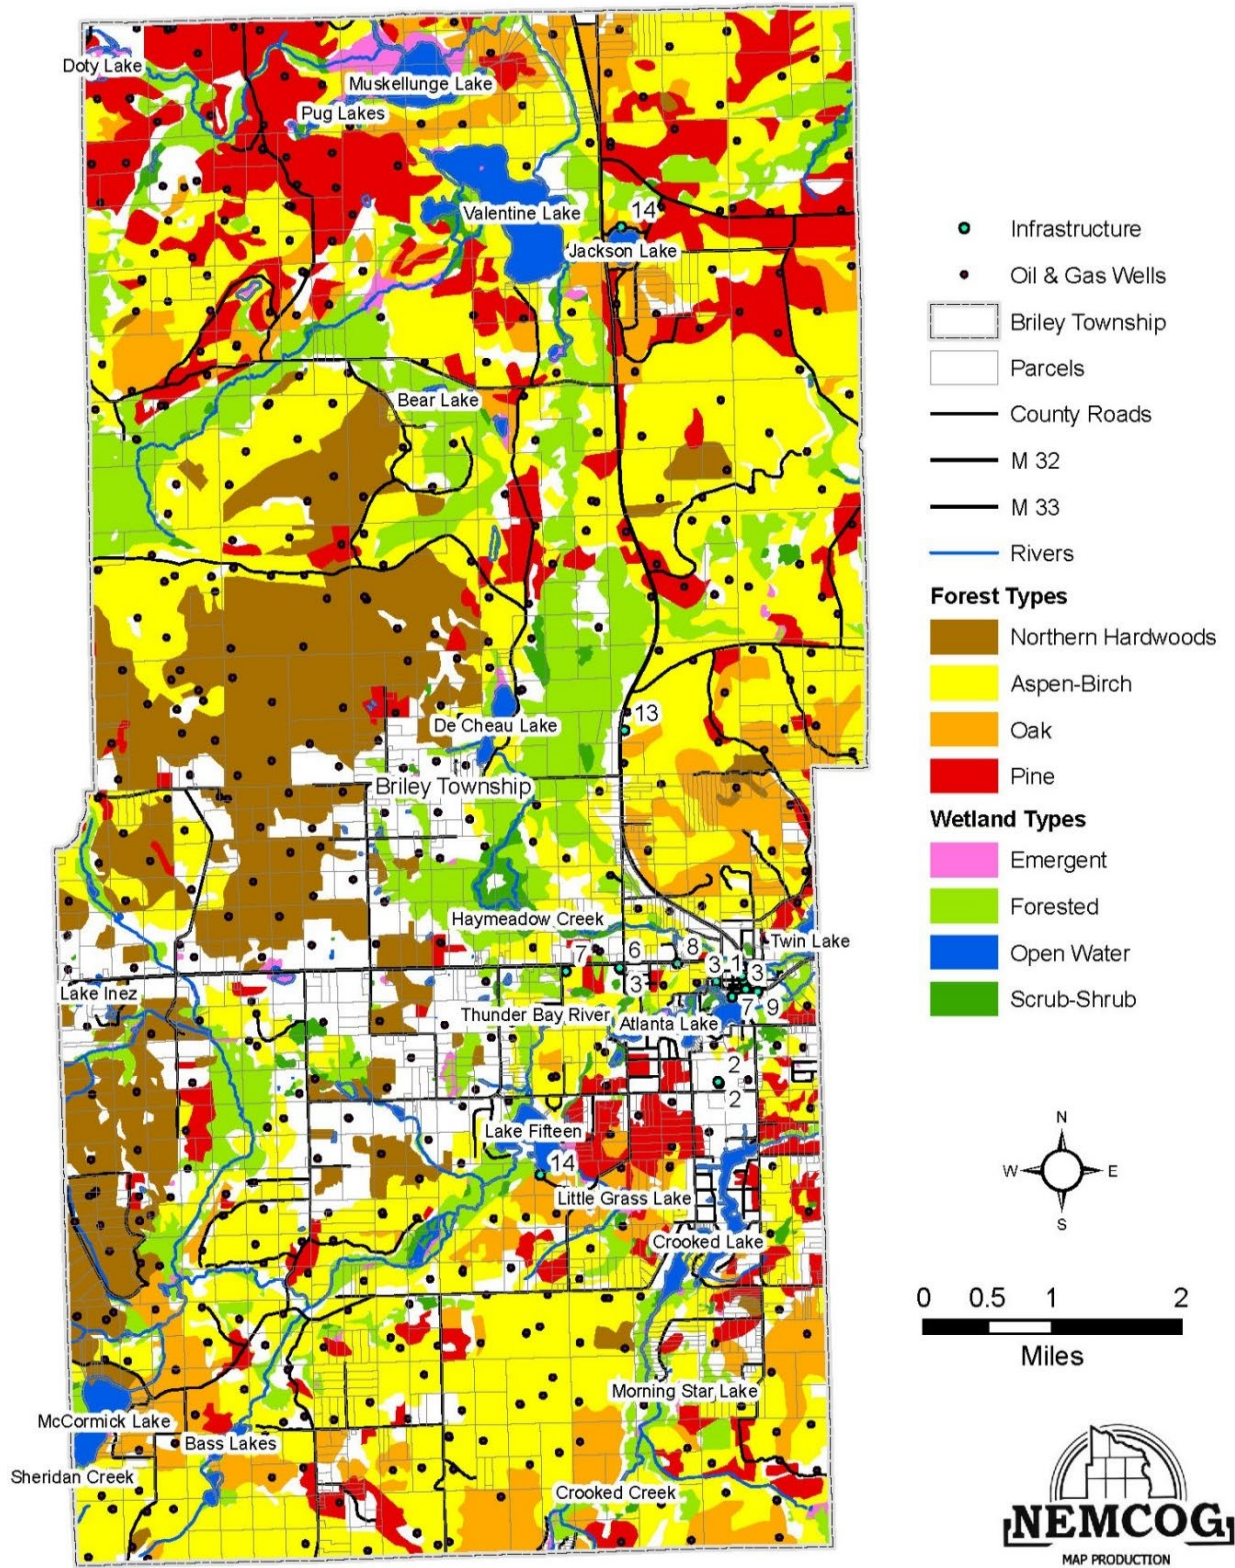 Doty Lake
Muskellunge Lake
Pug Lakes
Valentine Lake
14
Jackson Lake
Bear Lake
13
De Cheau Lake
Briley Township
Haymeadow Creek
Twin Lake
7
6
8
3
1
3
3
Lake Inez
7
9
Thunder Bay River
Atlanta Lake
2
2
Lake Fifteen
14
Little Grass Lake
Crooked Lake
Morning Star Lake
McCormick Lake
Bass Lakes
Sheridan Creek
Crooked Creek
Infrastructure
Oil & Gas Wells
Briley Township
Parcels
County Roads
M 32
M 33
Rivers
Forest Types
Northern Hardwoods
Aspen-Birch
Oak
Pine
Wetland Types
Emergent
Forested
Open Water
Scrub-Shrub
N
W E
S
0 0.5 1 2
Miles
NEMCOG
MAP PRODUCTION